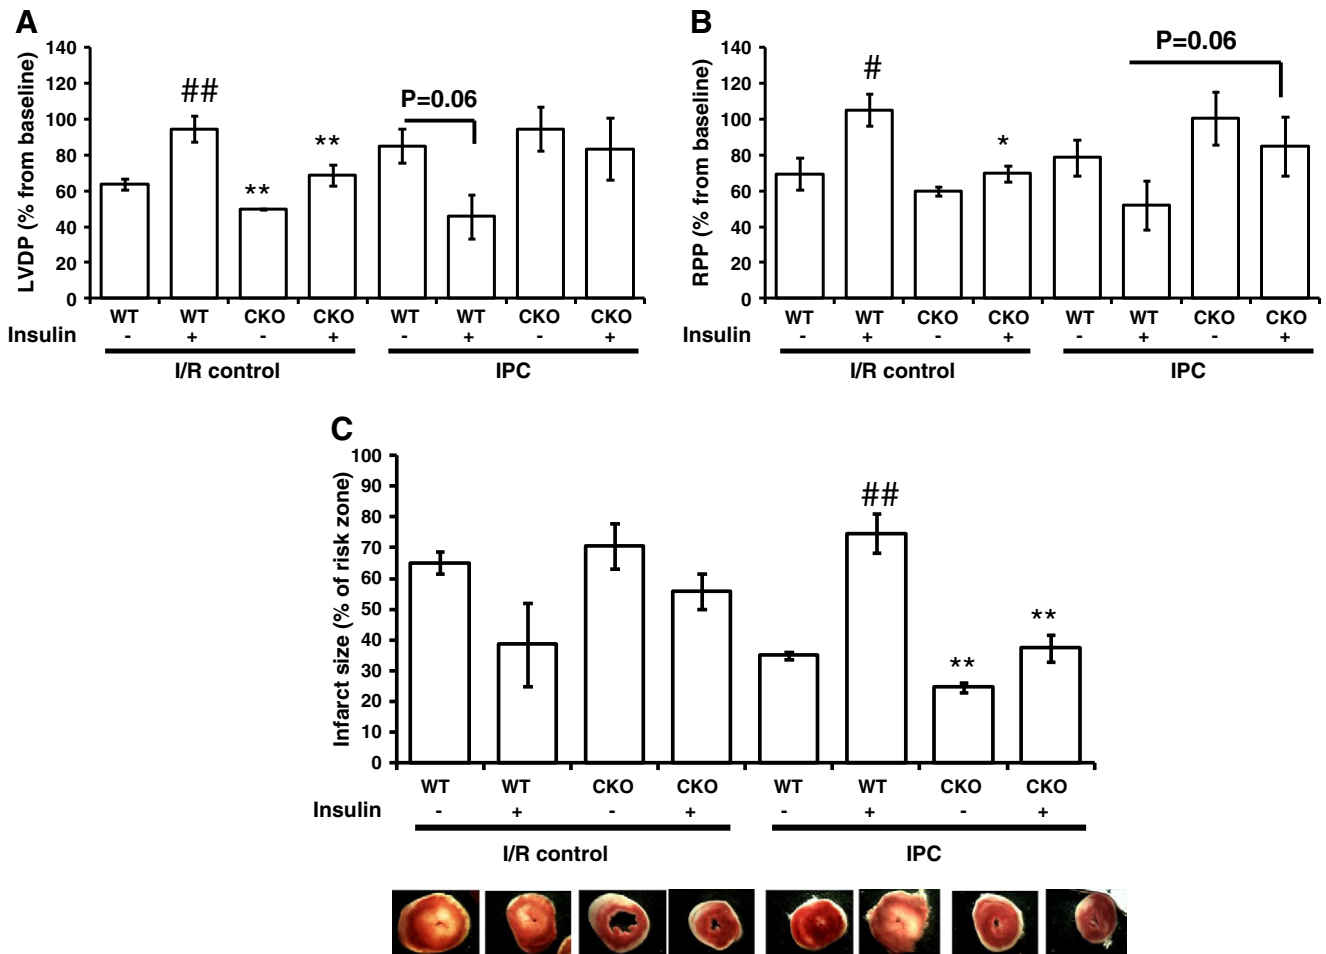 A
LVDP (% from baseline)
140
120
100
80
60
40
20
0
##
**
**
P=0.06
WT WT CKO CKO WT WT CKO CKO
Insulin - + - + - + - +
I/R control IPC
B
RPP (% from baseline)
140
120
100
80
60
40
20
0
#
*
P=0.06
WT WT CKO CKO WT WT CKO CKO
Insulin - + - + - + - +
I/R control IPC
C
Infarct size (% of risk zone)
100
90
80
70
60
50
40
30
20
10
0
##
**
**
WT WT CKO CKO WT WT CKO CKO
Insulin - + - + - + - +
I/R control IPC